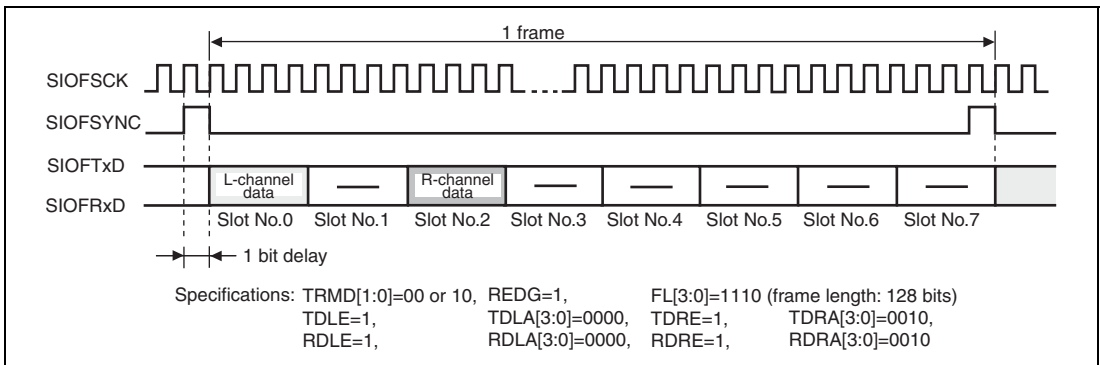 1 frame
SIOFSCK
SIOFSYNC
SIOFTxD
SIOFRxD
L-channel
data
R-channel
data
Slot No.0 Slot No.1 Slot No.2 Slot No.3 Slot No.4 Slot No.5 Slot No.6 Slot No.7
1 bit delay
Specifications: TRMD[1:0]=00 or 10, REDG=1, FL[3:0]=1110 (frame length: 128 bits)
TDLE=1, TDLA[3:0]=0000, TDRE=1, TDRA[3:0]=0010,
RDLE=1, RDLA[3:0]=0000, RDRE=1, RDRA[3:0]=0010